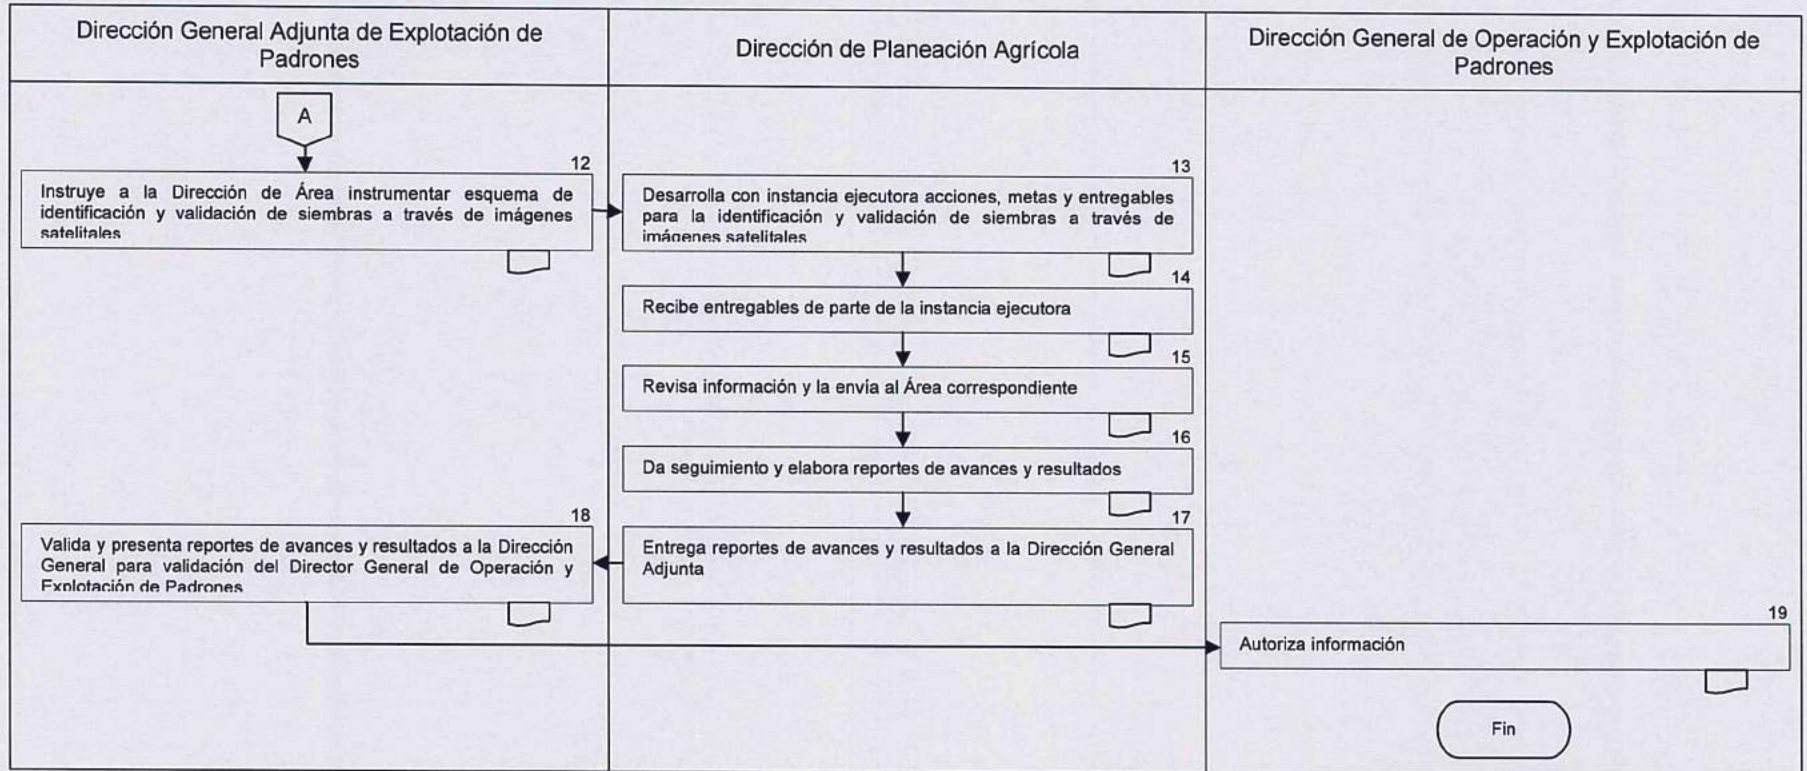 Dirección General Adjunta de Explotación de
Padrones
Dirección de Planeación Agrícola
Dirección General de Operación y Explotación de
Padrones
A
12
Instruye a la Dirección de Área instrumentar esquema de
identificación y validación de siembras a través de imágenes
satelitales
13
Desarrolla con instancia ejecutora acciones, metas y entregables
para la identificación y validación de siembras a través de
imágenes satelitales
14
Recibe entregables de parte de la instancia ejecutora
15
Revisa información y la envía al Área correspondiente
16
Da seguimiento y elabora reportes de avances y resultados
17
Entrega reportes de avances y resultados a la Dirección General
Adjunta
18
Valida y presenta reportes de avances y resultados a la Dirección
General para validación del Director General de Operación y
Explotación de Padrones
19
Autoriza información
Fin